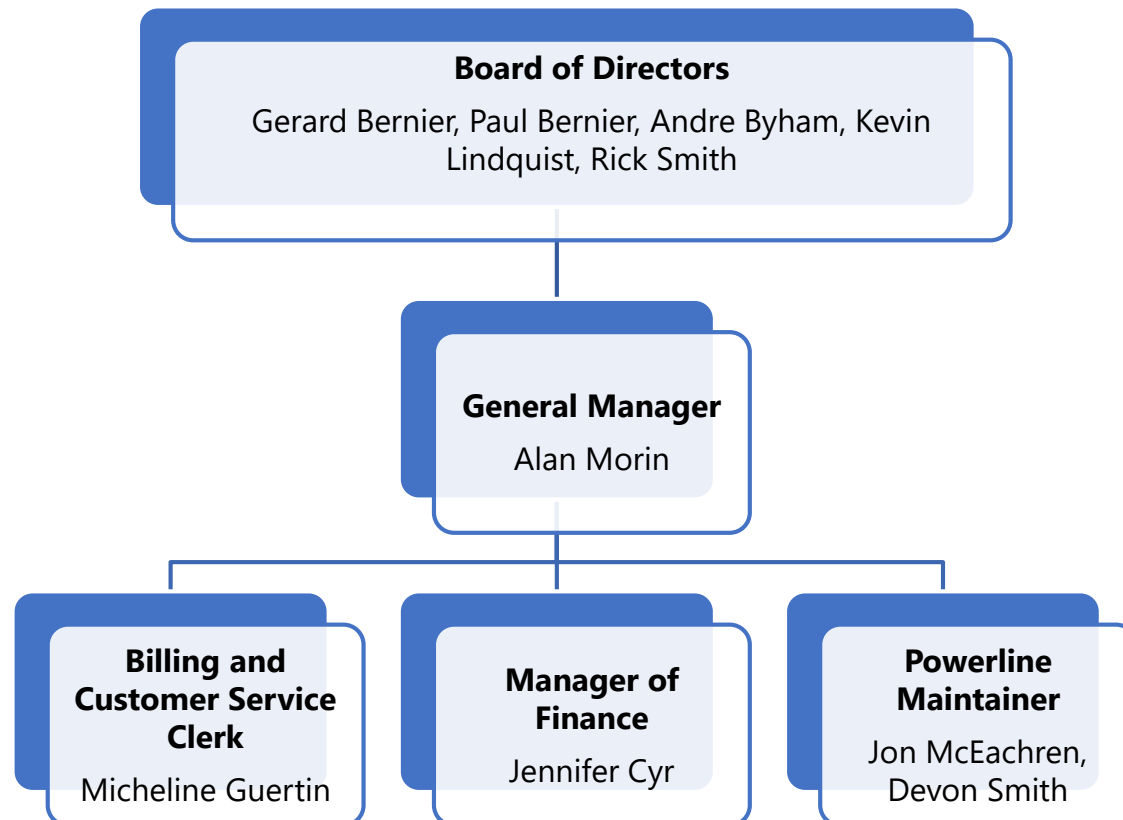 Board of Directors
Gerard Bernier, Paul Bernier, Andre Byham, Kevin
Lindquist, Rick Smith
General Manager
Alan Morin
Billing and
Customer Service
Clerk
Micheline Guertin
Manager of
Finance
Jennifer Cyr
Powerline
Maintainer
Jon McEachren,
Devon Smith